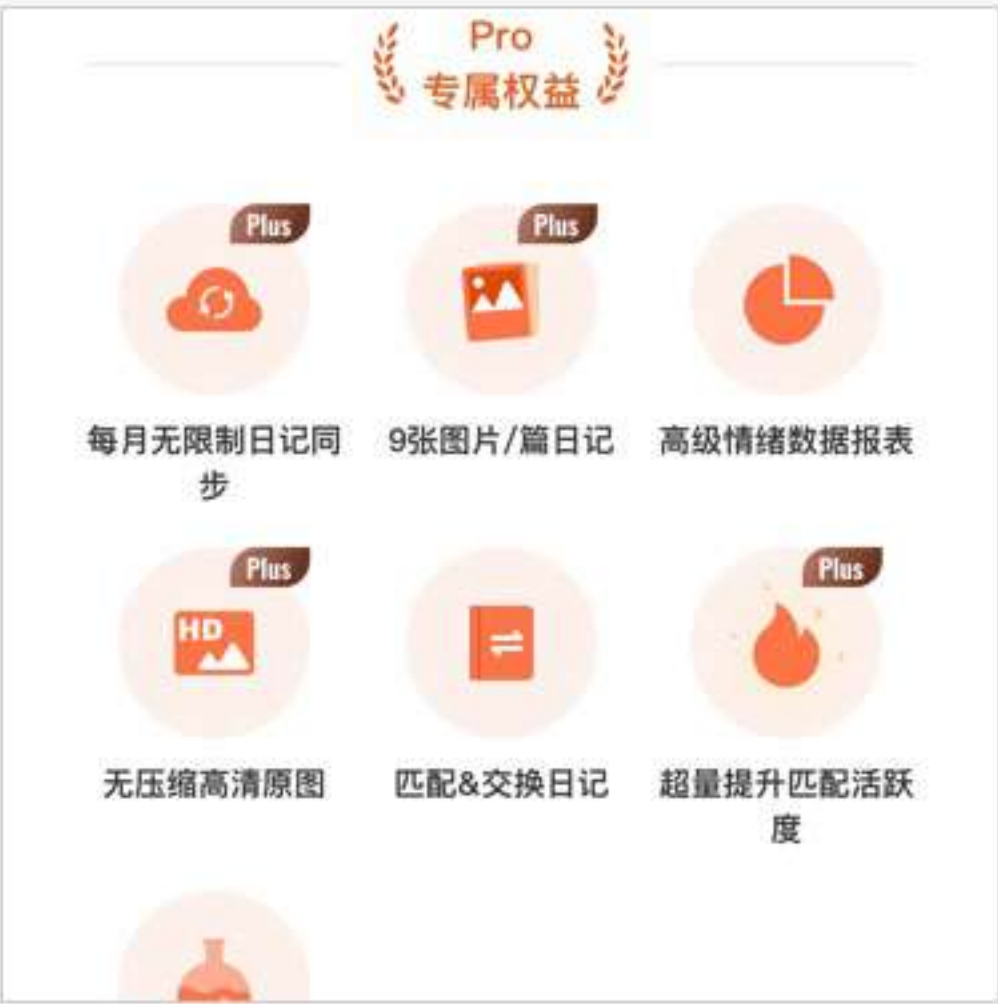 Pro
专属权益
Plus
Plus
每月无限制日记同
步
9张图片/篇日记
高级情绪数据报表
Plus
HD
Plus
无压缩高清原图
匹配&交换日记
超量提升匹配活跃
度